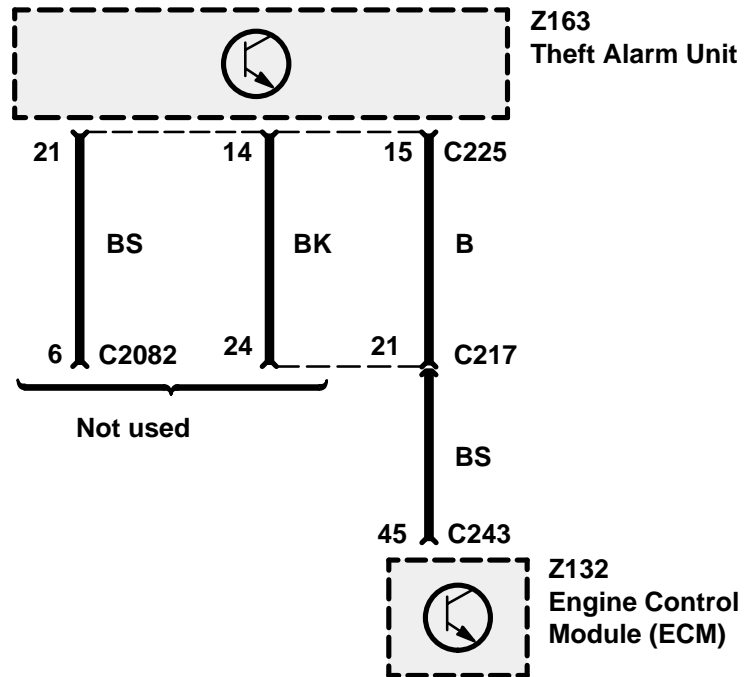 Z163
Theft Alarm Unit
21 14 15 C225
BS BK B
6 C2082 24 21 C217
Not used
BS
45 C243
Z132
Engine Control
Module (ECM)